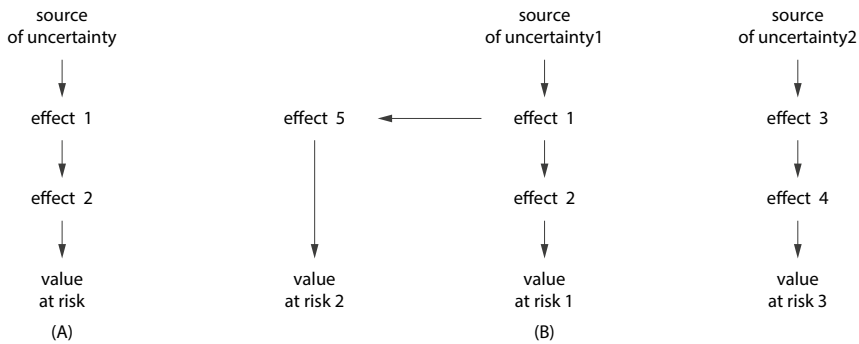 source
of uncertainty
effect 1
effect 2
value
at risk
(A)
source
of uncertainty1
source
of uncertainty2
effect 5
effect 1
effect 3
effect 2
effect 4
value
at risk 2
value
at risk 1
value
at risk 3
(B)